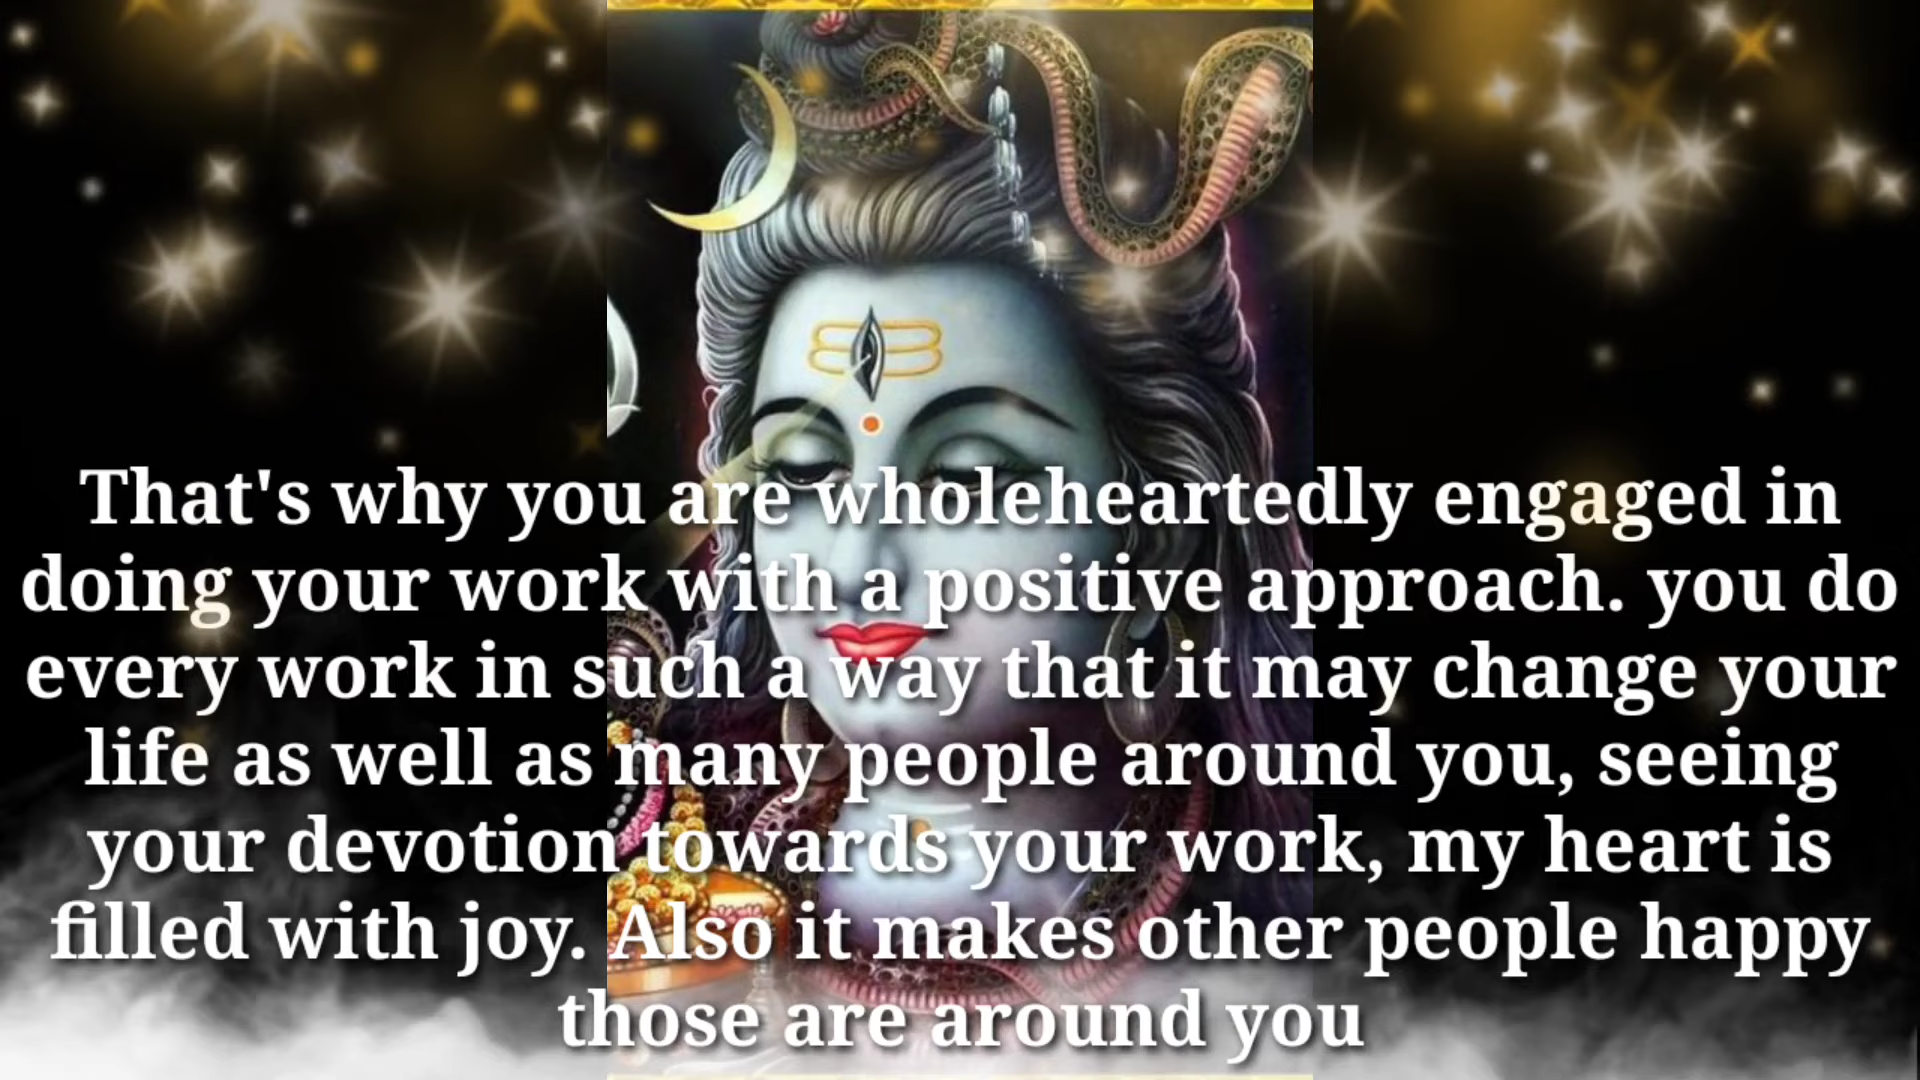 That's why you are wholeheartedly engaged in
doing your work with a positive approach. you do
every work in such a way that it may change your
life as well as many people around you, seeing
your devotion towards your work, my heart is
filled with joy. Also it makes other people happy
those are around you